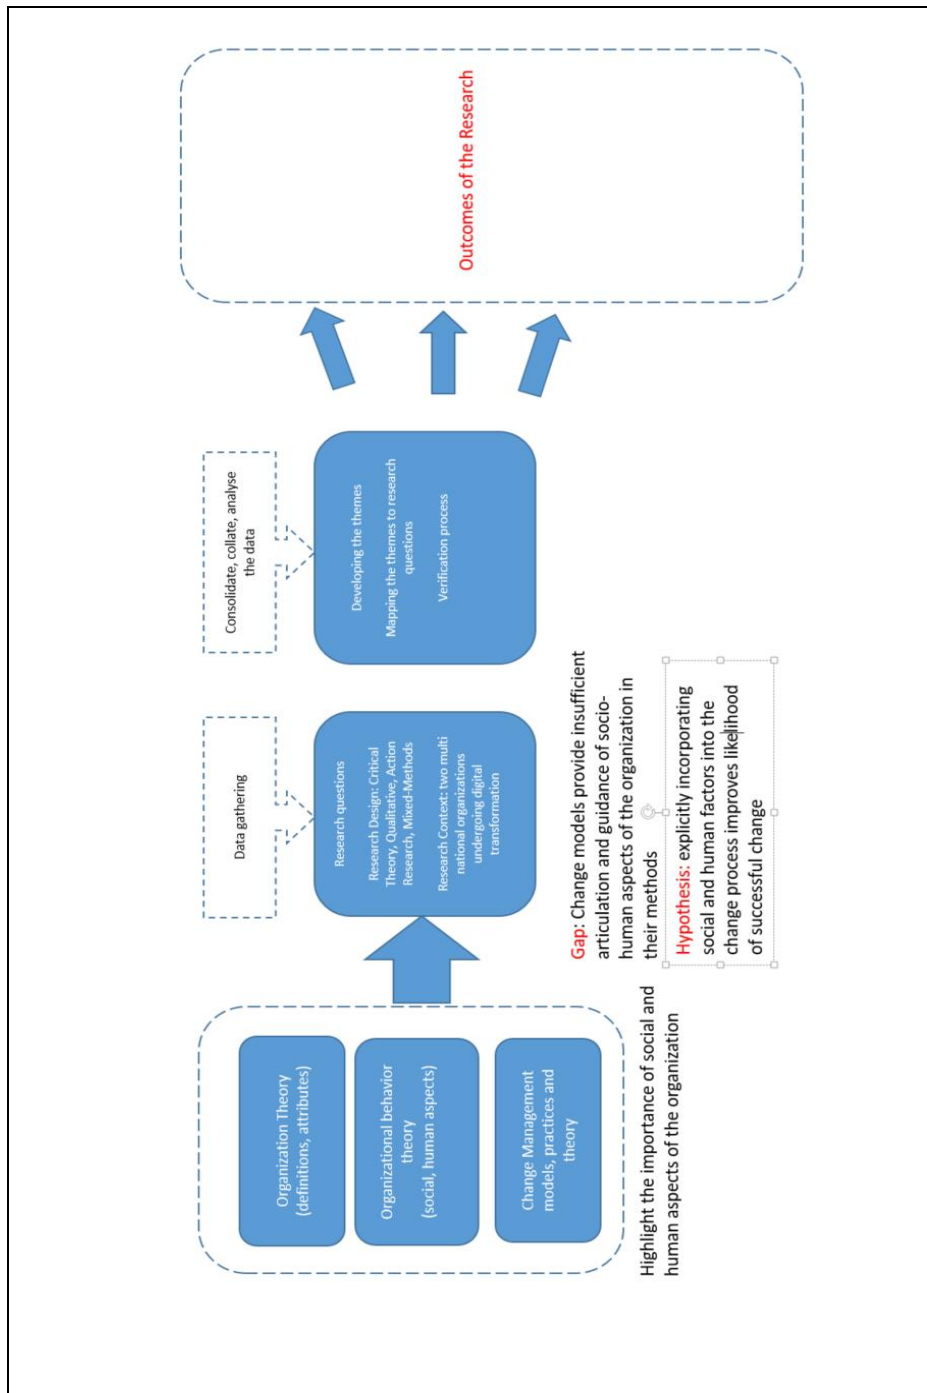 Organization Theory
(definitions, attributes)
Organizational behavior
theory
(social, human aspects)
Change Management
models, practices and
theory
Highlight the importance of social and
human aspects of the organization
Data gathering
Research questions
Research Design: Critical
Theory, Qualitative, Action
Research, Mixed-Methods
Research Context: two multi
national organizations
undergoing digital
transformation
Gap: Change models provide insufficient
articulation and guidance of socio-
human aspects of the organization in
their methods
Hypothesis: explicitly incorporating
social and human factors into the
change process improves likelihood
of successful change
Consolidate, collate, analyse
the data
Developing the themes
Mapping the themes to research
questions
Verification process
Outcomes of the Research